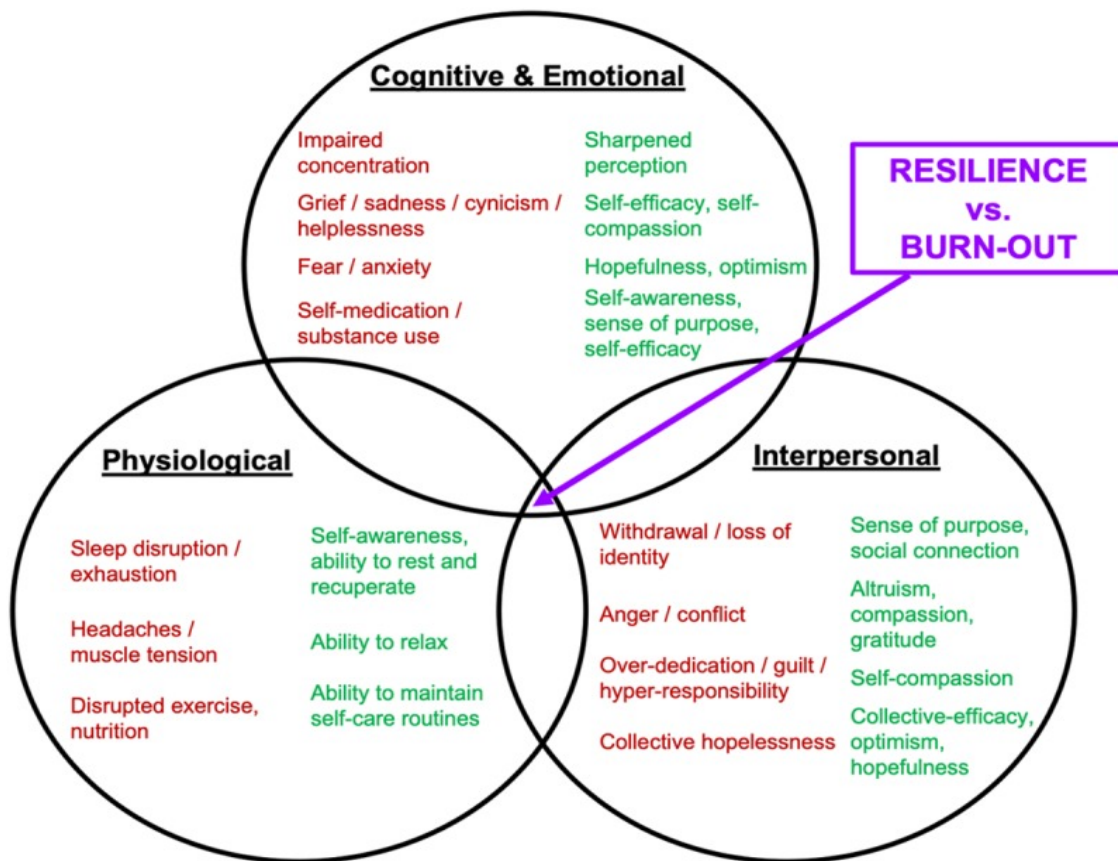 Cognitive & Emotional
Impaired
concentration
Grief / sadness / cynicism /
helplessness
Fear / anxiety
Self-medication /
substance use
Sharpened
perception
Self-efficacy, self-
compassion
Hopefulness, optimism
Self-awareness,
sense of purpose,
self-efficacy
RESILIENCE
vs.
BURN-OUT
Physiological
Sleep disruption /
exhaustion
Headaches /
muscle tension
Disrupted exercise,
nutrition
Self-awareness,
ability to rest and
recuperate
Ability to relax
Ability to maintain
self-care routines
Interpersonal
Withdrawal / loss of
identity
Anger / conflict
Over-dedication / guilt /
hyper-responsibility
Collective hopelessness
Sense of purpose,
social connection
Altruism,
compassion,
gratitude
Self-compassion
Collective-efficacy,
optimism,
hopefulness